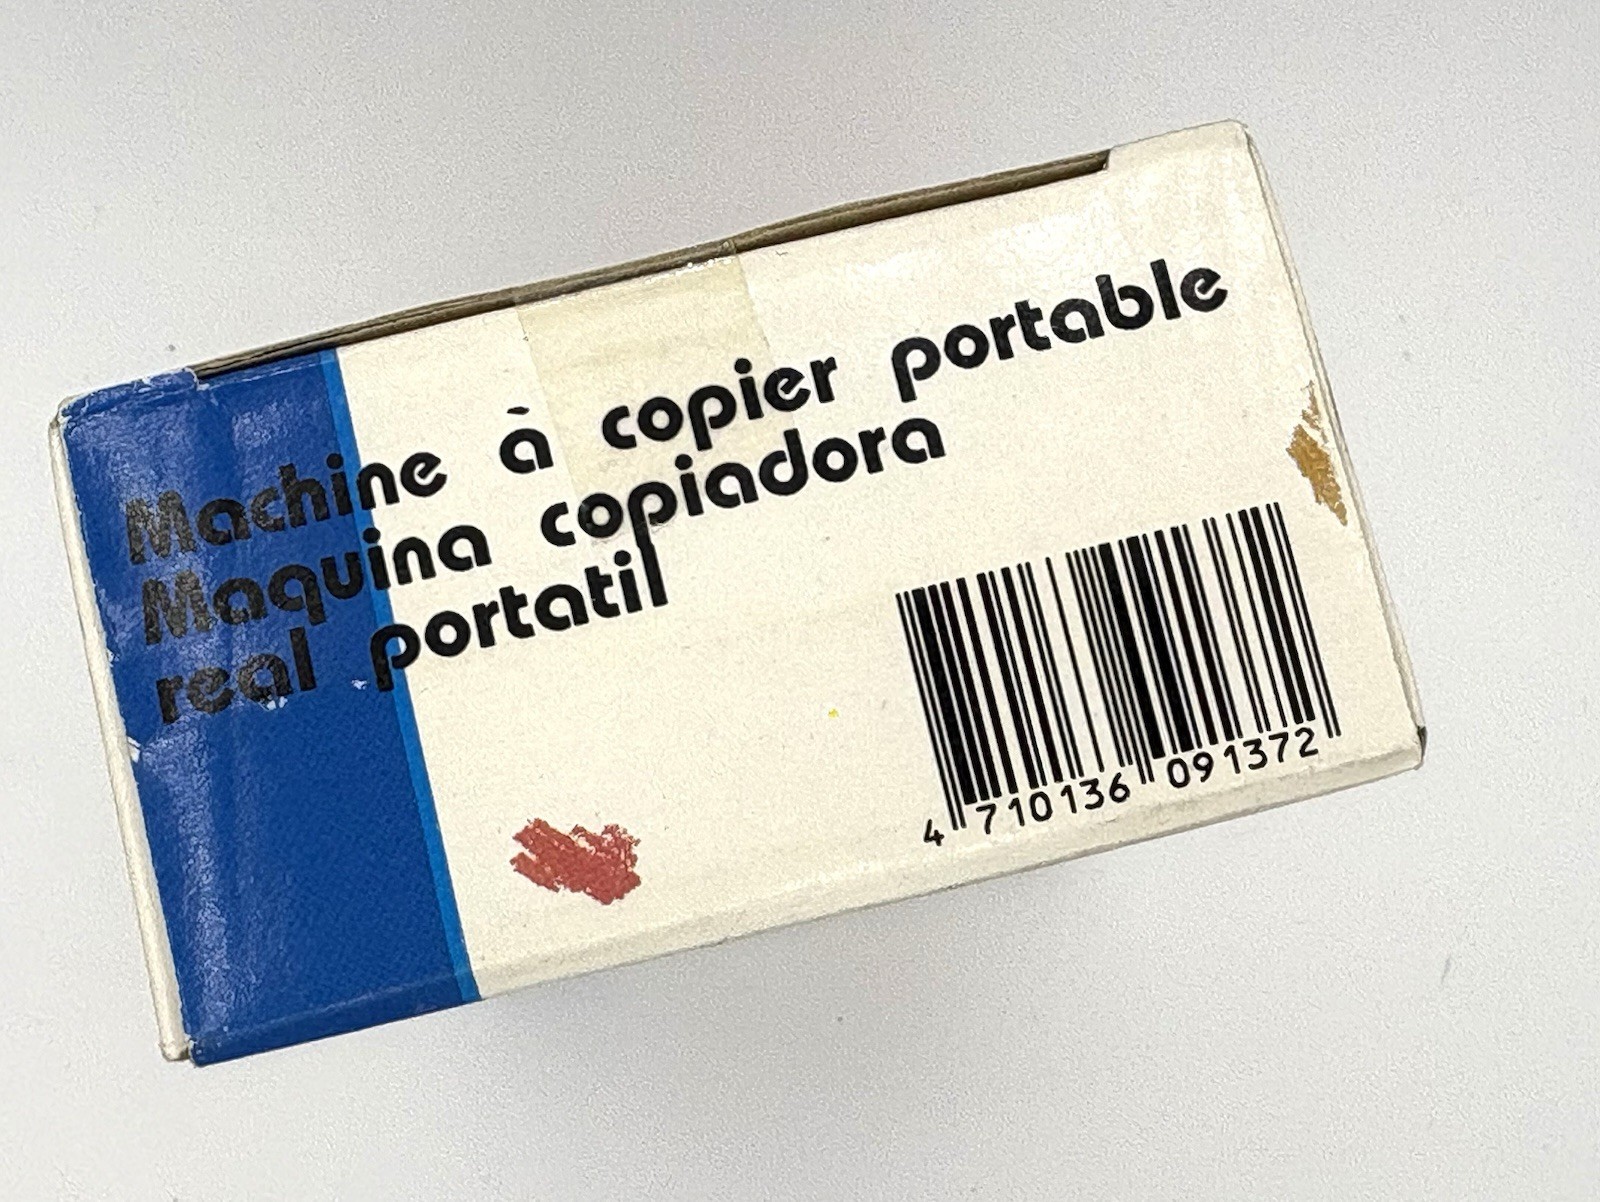 Machine à copier portable
Maquina copiadora
real portatil
4 710136 091372